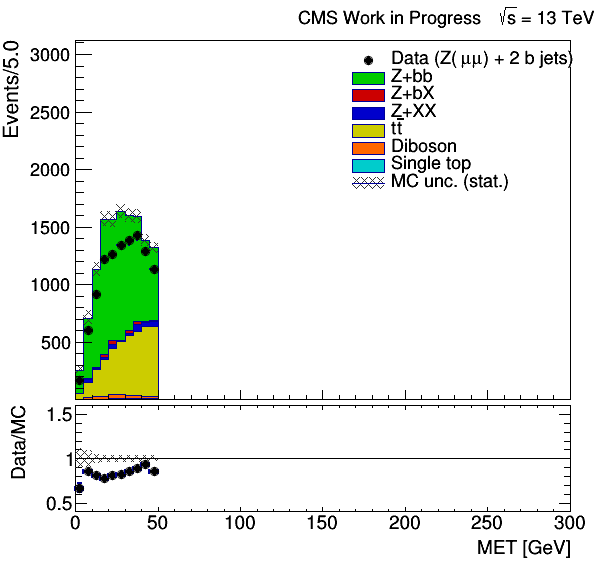 CMS Work in Progress √s = 13 TeV
Events/5.0
3000
2500
2000
1500
1000
500
Data (Z(μμ) + 2 b jets)
Z+bb
Z+bX
Z+XX
tt̅
Diboson
Single top
MC unc. (stat.)
Data/MC
1.5
1
0.5
0 50 100 150 200 250 300
MET [GeV]